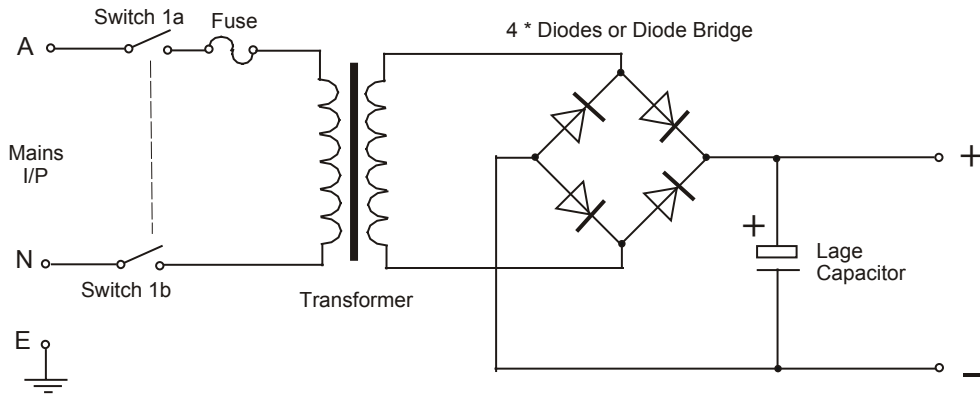 Switch 1a
Fuse
4 * Diodes or Diode Bridge
A
Mains
I/P
+
+
N
Lage
Capacitor
Switch 1b
Transformer
E
–